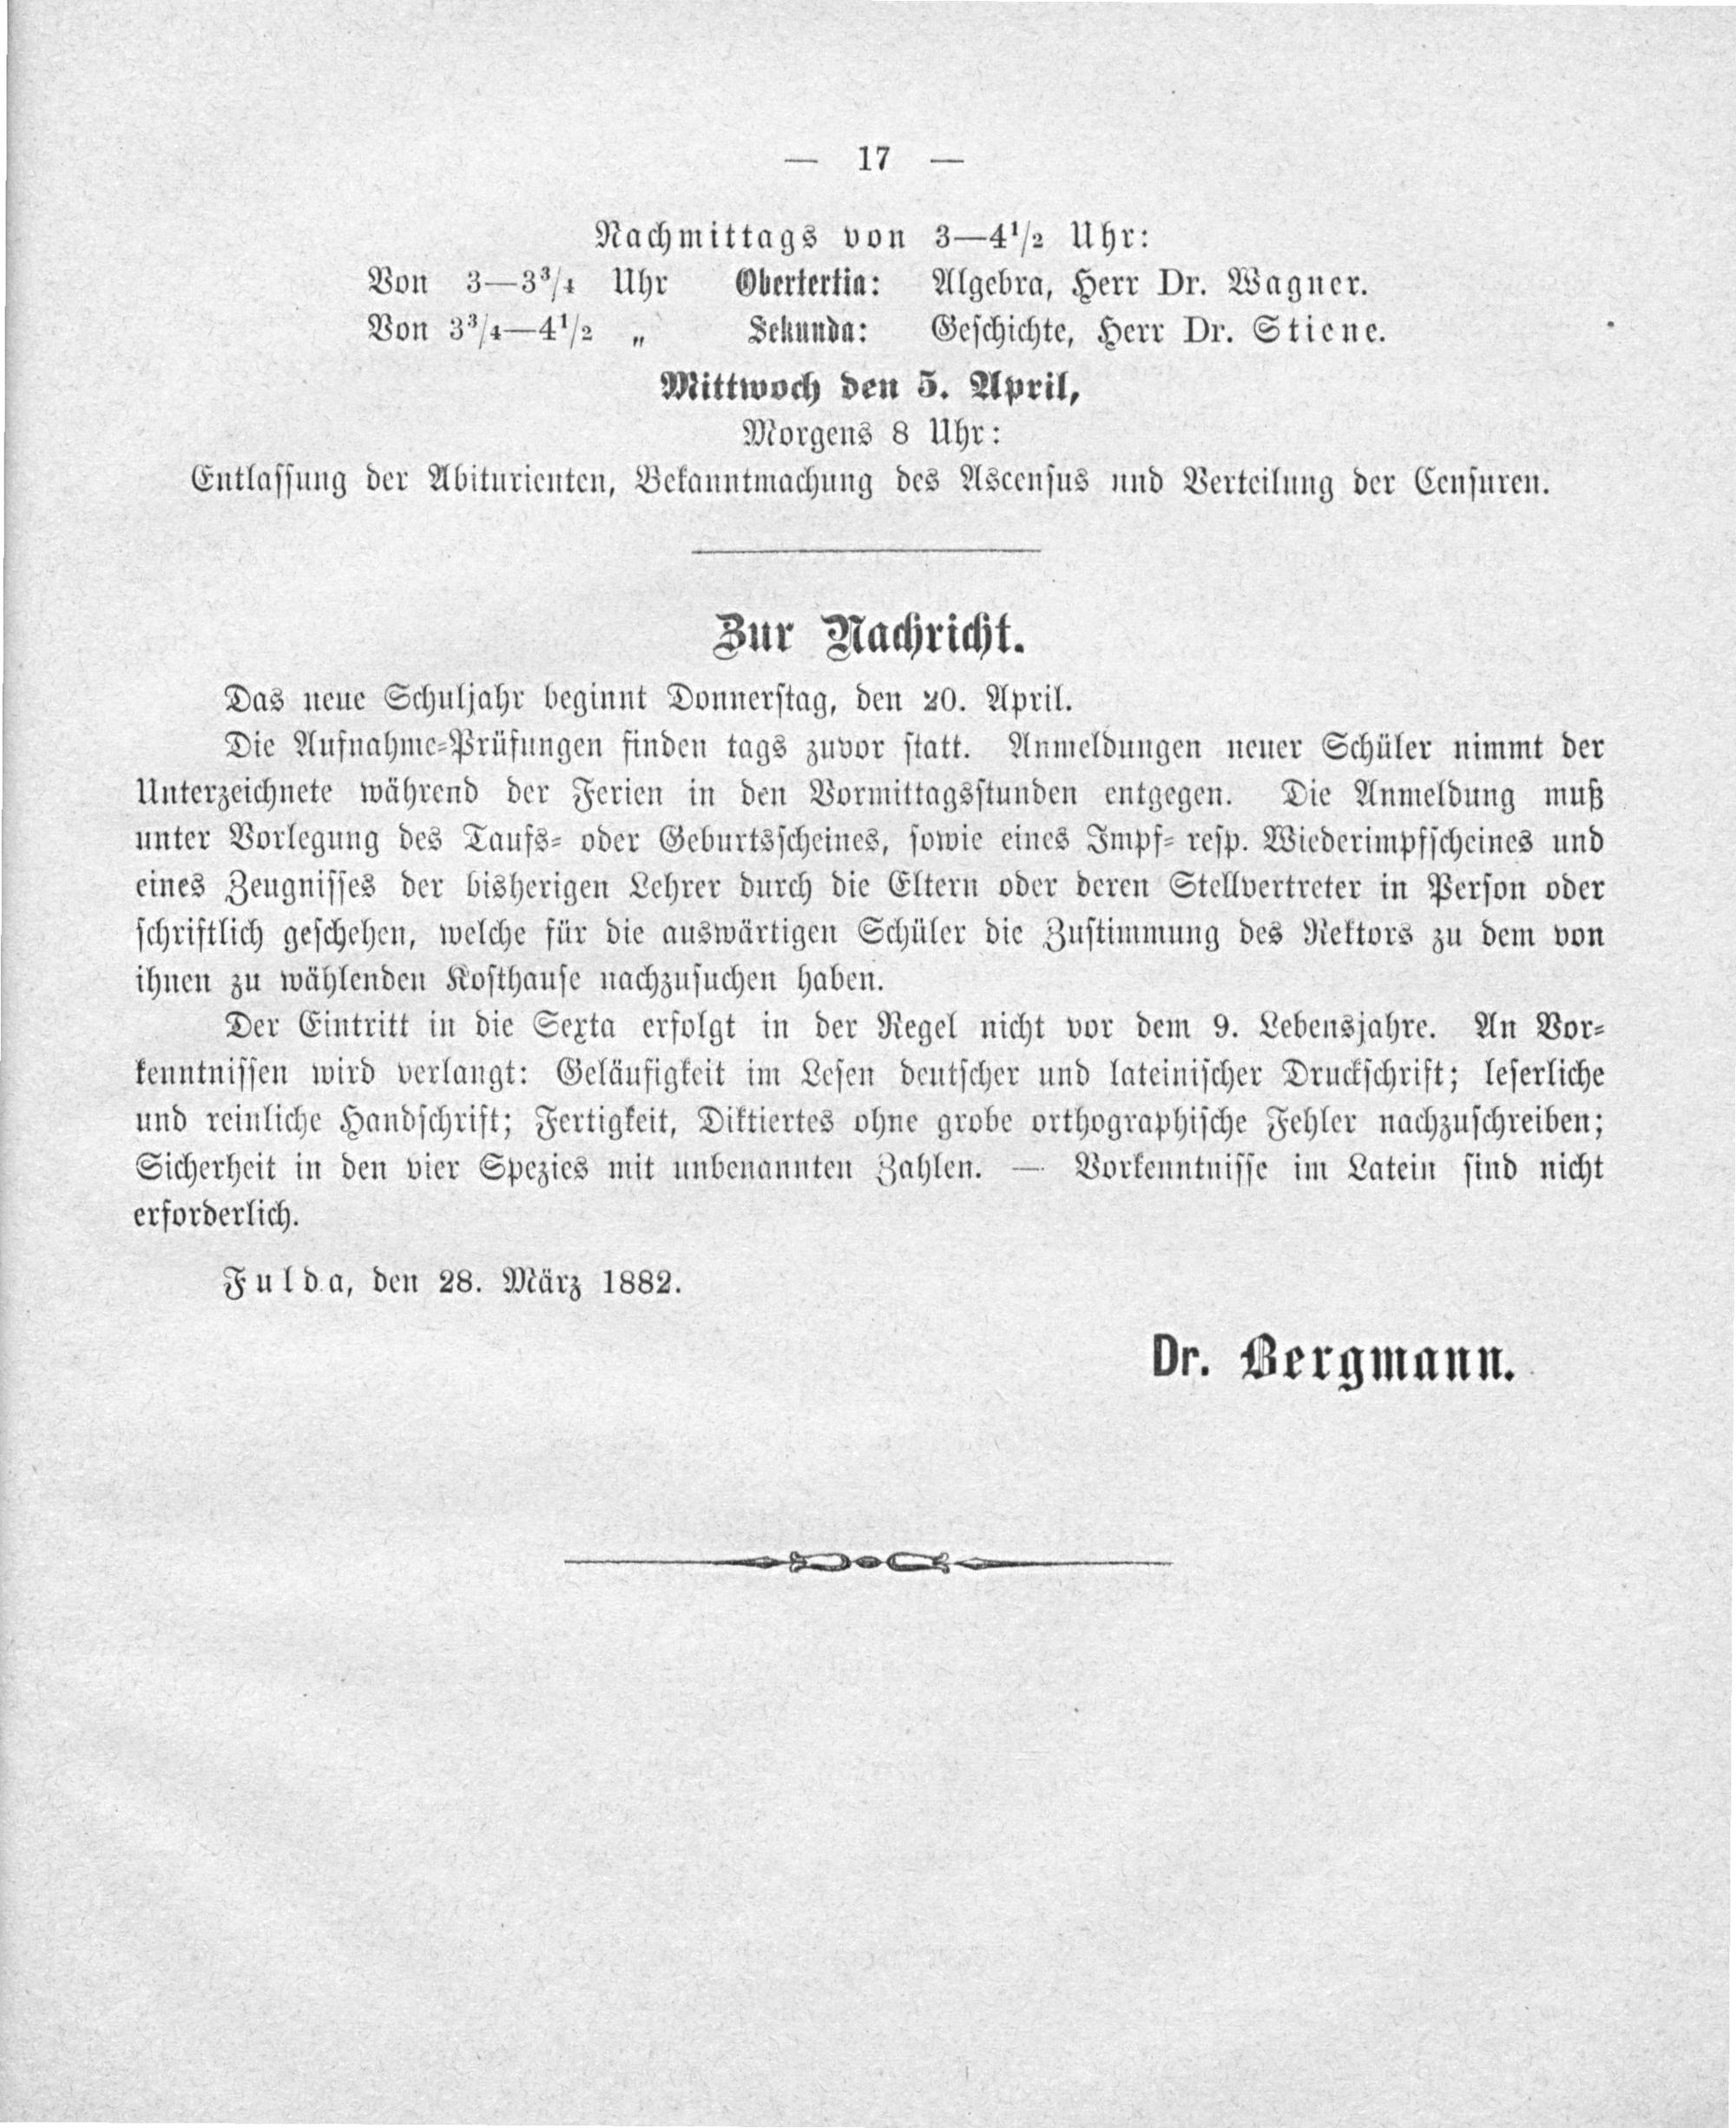 — 17 —
Nachmittags von 3—4¹/₂ Uhr:
Von 3—3³/₄ Uhr Obertertia: Algebra, Herr Dr. Wagner.
Von 3³/₄—4¹/₂ „ Sekunda: Geschichte, Herr Dr. Stiene.
Mittwoch den 5. April,
Morgens 8 Uhr:
Entlassung der Abiturienten, Bekanntmachung des Ascensus und Verteilung der Censuren.
Zur Nachricht.
Das neue Schuljahr beginnt Donnerstag, den 20. April.
Die Aufnahme-Prüfungen finden tags zuvor statt. Anmeldungen neuer Schüler nimmt der
Unterzeichnete während der Ferien in den Vormittagsstunden entgegen. Die Anmeldung muß
unter Vorlegung des Taufs- oder Geburtsscheines, sowie eines Impf- resp. Wiederimpfscheines und
eines Zeugnisses der bisherigen Lehrer durch die Eltern oder deren Stellvertreter in Person oder
schriftlich geschehen, welche für die auswärtigen Schüler die Zustimmung des Rektors zu dem von
ihnen zu wählenden Kosthause nachzusuchen haben.
Der Eintritt in die Sexta erfolgt in der Regel nicht vor dem 9. Lebensjahre. An Vor-
kenntnissen wird verlangt: Geläufigkeit im Lesen deutscher und lateinischer Druckschrift; leserliche
und reinliche Handschrift; Fertigkeit, Diktiertes ohne grobe orthographische Fehler nachzuschreiben;
Sicherheit in den vier Spezies mit unbenannten Zahlen. — Vorkenntnisse im Latein sind nicht
erforderlich.
Fulda, den 28. März 1882.
Dr. Bergmann.